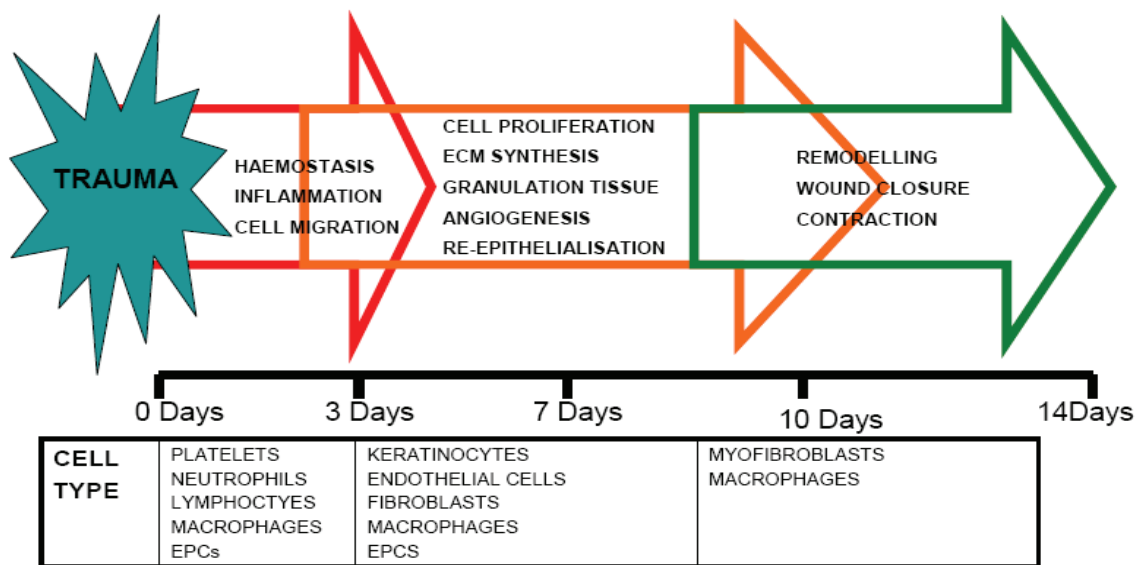 TRAUMA
HAEMOSTASIS
INFLAMMATION
CELL MIGRATION
CELL PROLIFERATION
ECM SYNTHESIS
GRANULATION TISSUE
ANGIOGENESIS
RE-EPITHELIALISATION
REMODELLING
WOUND CLOSURE
CONTRACTION
0 Days
3 Days
7 Days
10 Days
14Days
CELL
TYPE
PLATELETS
NEUTROPHILS
LYMPHOCTYES
MACROPHAGES
EPCs
KERATINOCYTES
ENDOTHELIAL CELLS
FIBROBLASTS
MACROPHAGES
EPCS
MYOFIBROBLASTS
MACROPHAGES